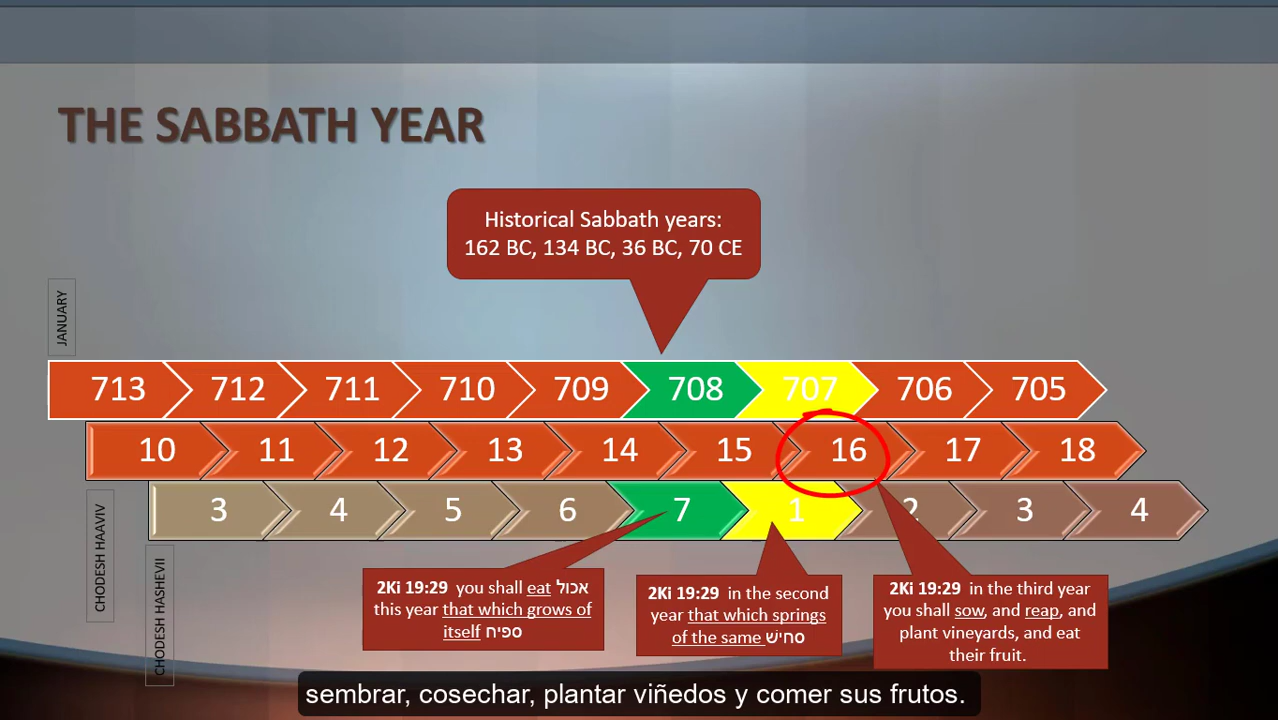 THE SABBATH YEAR
Historical Sabbath years:
162 BC, 134 BC, 36 BC, 70 CE
JANUARY
713 712 711 710 709 708 707 706 705
10 11 12 13 14 15 16 17 18
3 4 5 6 7 1 2 3 4
CHODESH HAAVIV
CHODESH HASHEVII
2Ki 19:29 you shall eat אכול
this year that which grows of
itself ספיח
2Ki 19:29 in the second
year that which springs
of the same סחיש
2Ki 19:29 in the third year
you shall sow, and reap, and
plant vineyards, and eat
their fruit.
sembrar, cosechar, plantar viñedos y comer sus frutos.